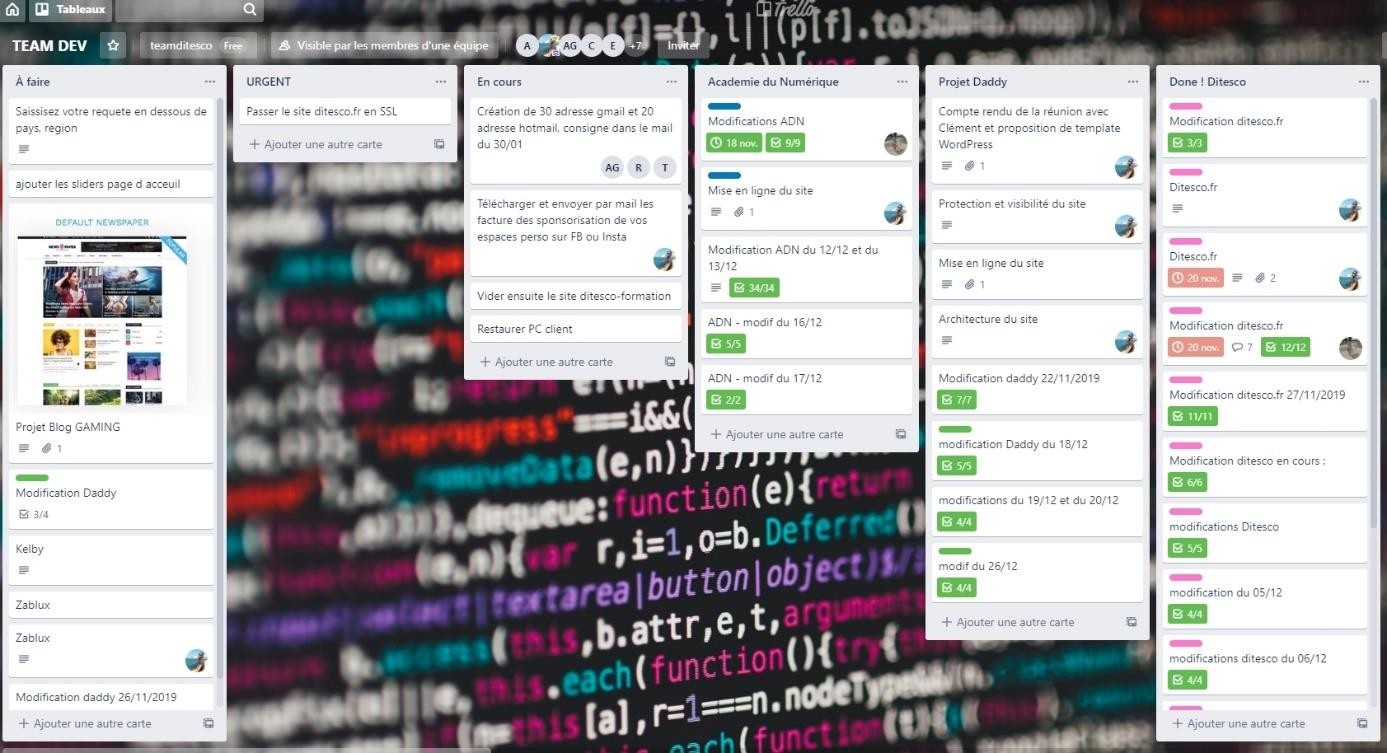 Tableaux
Trello
TEAM DEV
teamditesco Free
Visible par les membres d'une équipe
A
AG
C
E
+7
Inviter
À faire
Saissisez votre requete en dessous de
pays, region
ajouter les sliders page d acceuil
DEFAULT NEWSPAPER
Projet Blog GAMING
1
Modification Daddy
3/4
Kelby
Zablux
Zablux
Modification daddy 26/11/2019
+ Ajouter une autre carte
URGENT
Passer le site ditesco.fr en SSL
+ Ajouter une autre carte
En cours
Création de 30 adresse gmail et 20
adresse hotmail, consigne dans le mail
du 30/01
AG R T
Télécharger et envoyer par mail les
facture des sponsorisation de vos
espaces perso sur FB ou Insta
Vider ensuite le site ditesco-formation
Restaurer PC client
+ Ajouter une autre carte
Academie du Numérique
Modifications ADN
18 nov. 9/9
Mise en ligne du site
1
Modification ADN du 12/12 et du
13/12
34/34
ADN - modif du 16/12
5/5
ADN - modif du 17/12
2/2
+ Ajouter une autre carte
Projet Daddy
Compte rendu de la réunion avec
Clément et proposition de template
WordPress
1
Protection et visibilité du site
Mise en ligne du site
1
Architecture du site
Modification daddy 22/11/2019
7/7
modification Daddy du 18/12
5/5
modifications du 19/12 et du 20/12
4/4
modif du 26/12
4/4
+ Ajouter une autre carte
Done ! Ditesco
Modification ditesco.fr
3/3
Ditesco.fr
Ditesco.fr
20 nov. 2
Modification ditesco.fr
20 nov. 7 12/12
Modification ditesco.fr 27/11/2019
11/11
Modification ditesco en cours :
6/6
modifications Ditesco
5/5
modification du 05/12
4/4
modifications ditesco du 06/12
4/4
+ Ajouter une autre carte
===i&&(
(e,n)
.dequeue:function(e){return
var r,i=1,o=b.Deferred()
textarea|button|object)$/
(this,b.attr,e,t,arguments
this.each(function(){try{
this[a],r=1===n.nodeType
each(function